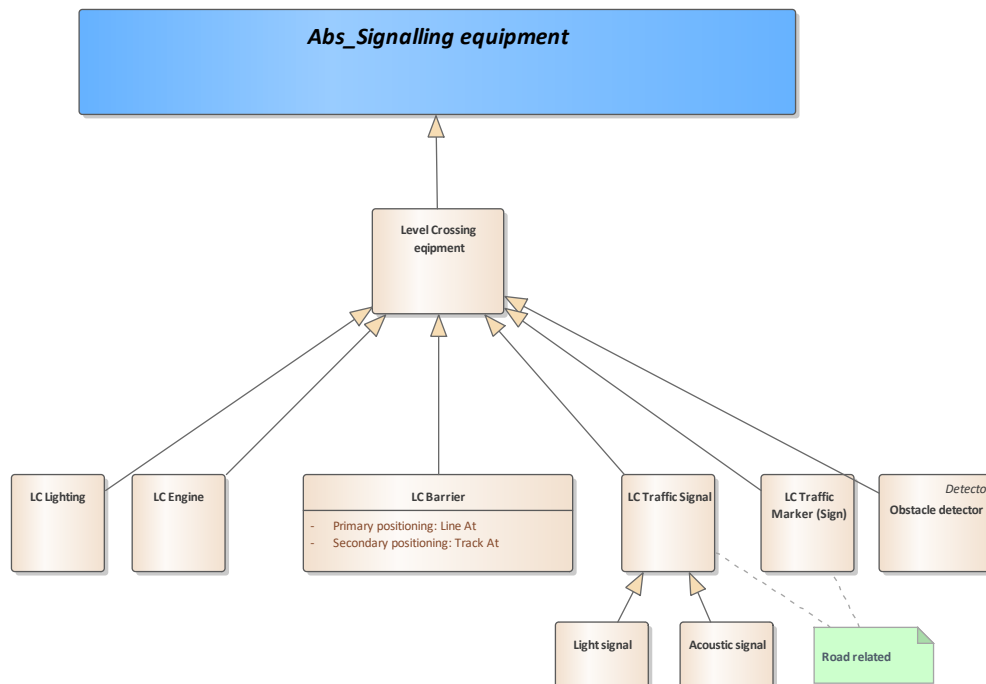 Abs_Signalling equipment
Level Crossing
eqipment
LC Lighting
LC Engine
LC Barrier
- Primary positioning: Line At
- Secondary positioning: Track At
LC Traffic Signal
LC Traffic
Marker (Sign)
Detecto
Obstacle detector
Light signal
Acoustic signal
Road related